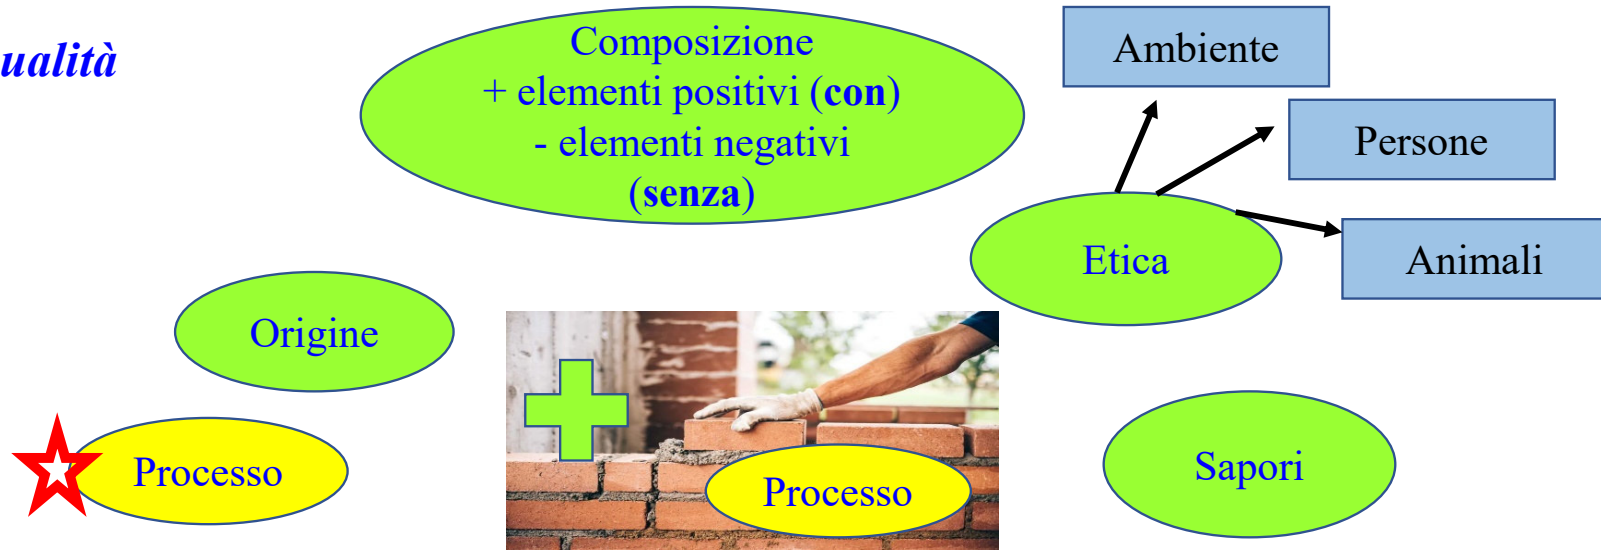 ualità
Composizione
+ elementi positivi (con)
- elementi negativi
(senza)
Ambiente
Persone
Etica
Animali
Origine
Processo
Processo
Sapori